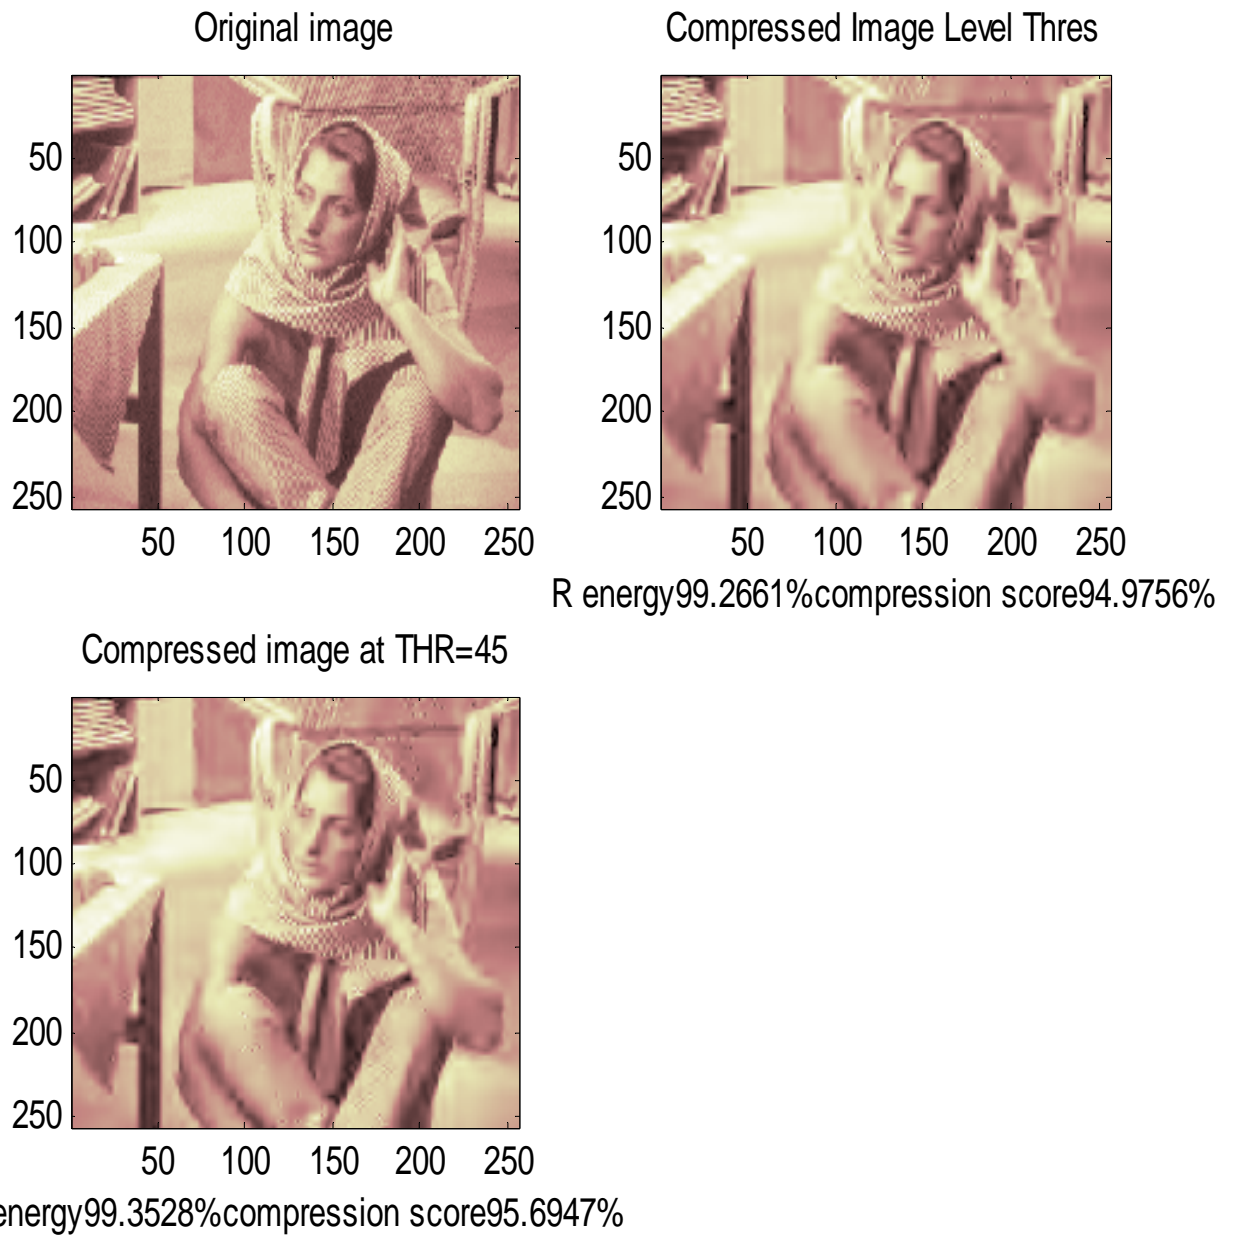 Original image
Compressed Image Level Thres
50
100
150
200
250
50 100 150 200 250
50
100
150
200
250
50 100 150 200 250
R energy99.2661%compression score94.9756%
Compressed image at THR=45
50
100
150
200
250
50 100 150 200 250
energy99.3528%compression score95.6947%